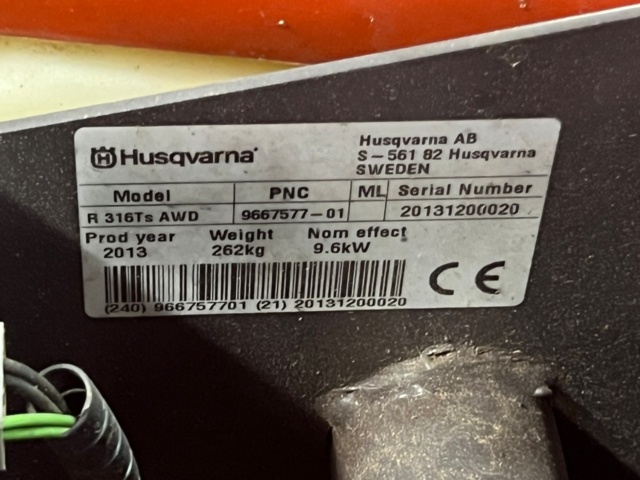 Husqvarna
Husqvarna AB
S-561 82 Husqvarna
SWEDEN
Model PNC ML Serial Number
R 316Ts AWD 9667577-01 20131200020
Prod year Weight Nom effect
2013 262kg 9.6kW
(240) 966757701 (21) 20131200020
CE